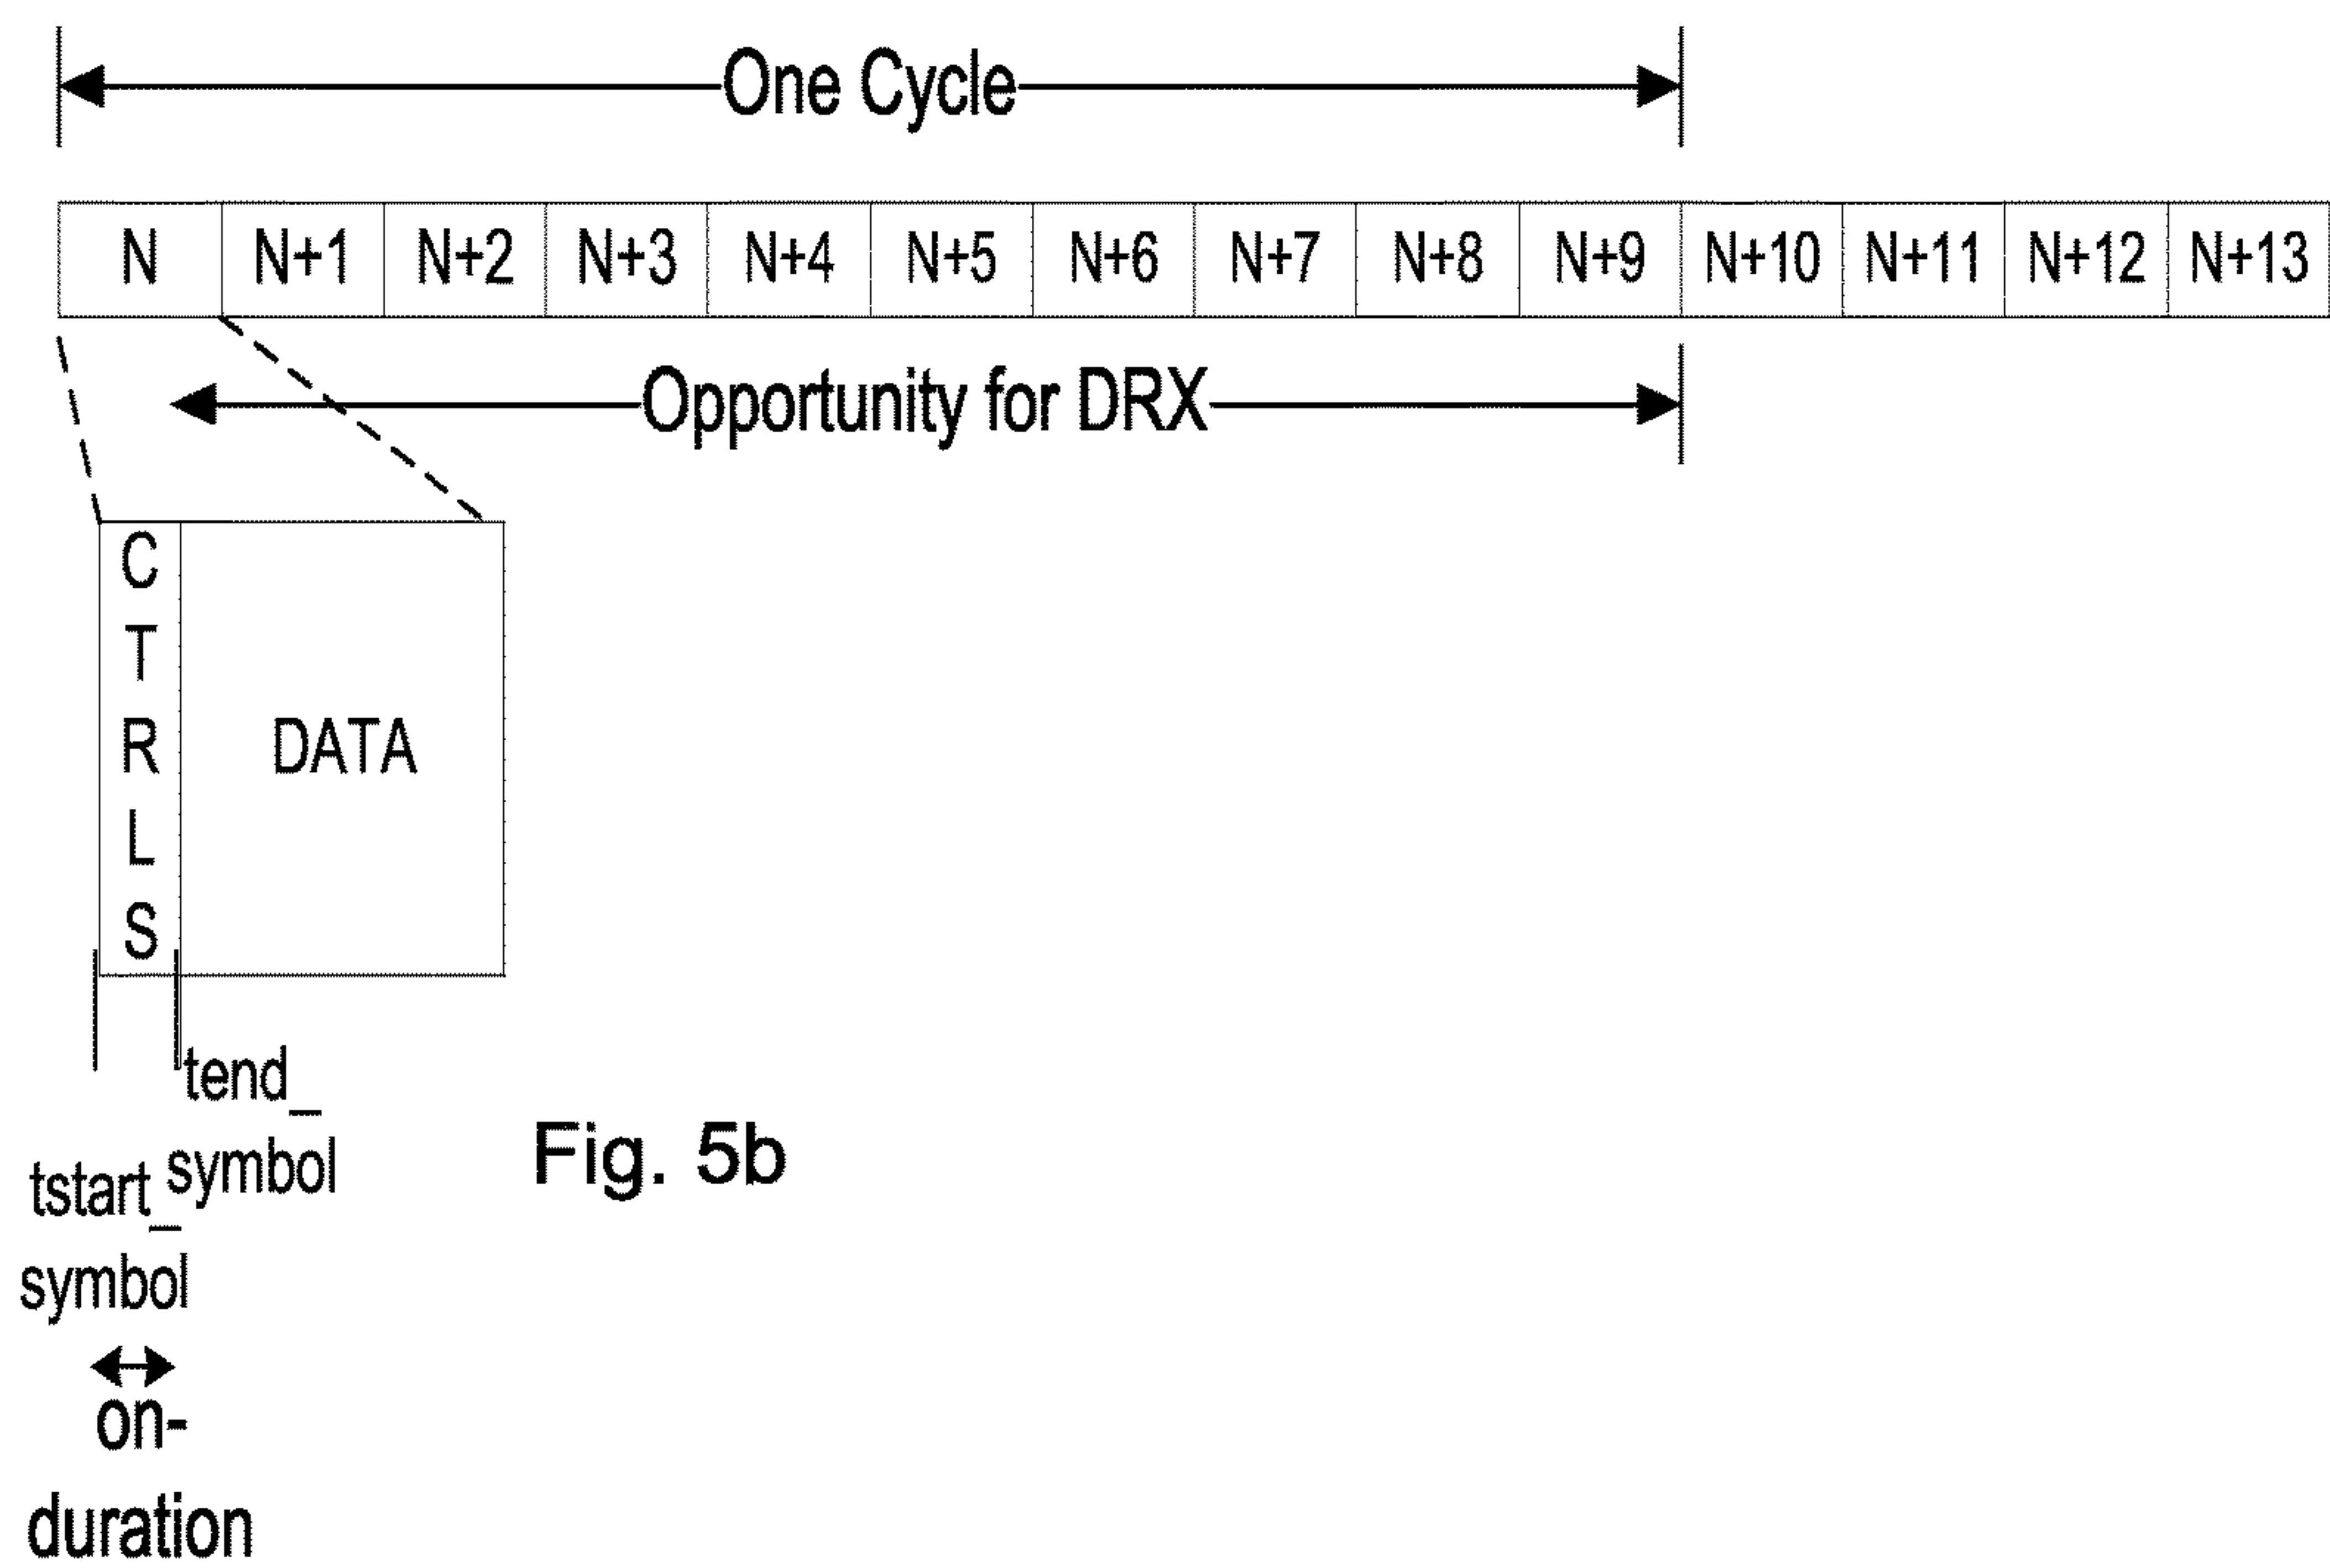 One Cycle
N N+1 N+2 N+3 N+4 N+5 N+6 N+7 N+8 N+9 N+10 N+11 N+12 N+13
Opportunity for DRX
C
T
R
L
S
DATA
tend_
symbol
tstart_
symbol
on-
duration
Fig. 5b